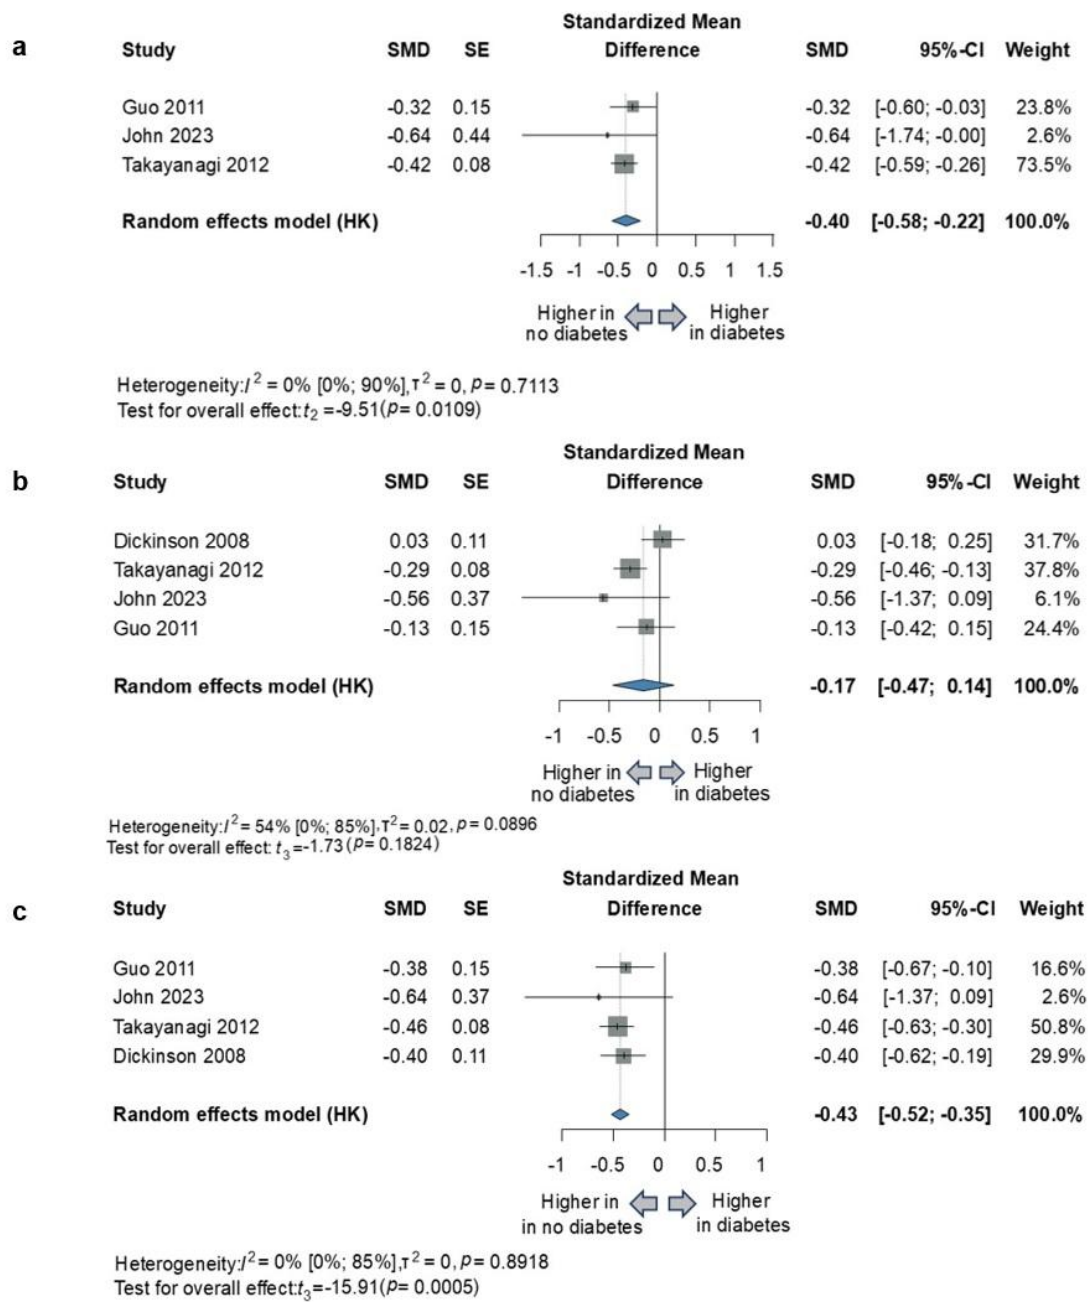 a
Standardized Mean
Study SMD SE Difference SMD 95%-CI Weight
Guo 2011 -0.32 0.15 -0.32 [-0.60; -0.03] 23.8%
John 2023 -0.64 0.44 -0.64 [-1.74; -0.00] 2.6%
Takayanagi 2012 -0.42 0.08 -0.42 [-0.59; -0.26] 73.5%
Random effects model (HK) -0.40 [-0.58; -0.22] 100.0%
-1.5 -1 -0.5 0 0.5 1 1.5
Higher in Higher
no diabetes in diabetes
Heterogeneity:I² = 0% [0%; 90%],τ² = 0, p = 0.7113
Test for overall effect:t₂ =-9.51(p= 0.0109)
b
Standardized Mean
Study SMD SE Difference SMD 95%-CI Weight
Dickinson 2008 0.03 0.11 0.03 [-0.18; 0.25] 31.7%
Takayanagi 2012 -0.29 0.08 -0.29 [-0.46; -0.13] 37.8%
John 2023 -0.56 0.37 -0.56 [-1.37; 0.09] 6.1%
Guo 2011 -0.13 0.15 -0.13 [-0.42; 0.15] 24.4%
Random effects model (HK) -0.17 [-0.47; 0.14] 100.0%
-1 -0.5 0 0.5 1
Higher in Higher
no diabetes in diabetes
Heterogeneity:I² = 54% [0%; 85%],τ² = 0.02, p = 0.0896
Test for overall effect: t₃ =-1.73 (p= 0.1824)
c
Standardized Mean
Study SMD SE Difference SMD 95%-CI Weight
Guo 2011 -0.38 0.15 -0.38 [-0.67; -0.10] 16.6%
John 2023 -0.64 0.37 -0.64 [-1.37; 0.09] 2.6%
Takayanagi 2012 -0.46 0.08 -0.46 [-0.63; -0.30] 50.8%
Dickinson 2008 -0.40 0.11 -0.40 [-0.62; -0.19] 29.9%
Random effects model (HK) -0.43 [-0.52; -0.35] 100.0%
-1 -0.5 0 0.5 1
Higher in Higher
in no diabetes in diabetes
Heterogeneity:I² = 0% [0%; 85%],τ² = 0, p = 0.8918
Test for overall effect:t₃=-15.91(p= 0.0005)